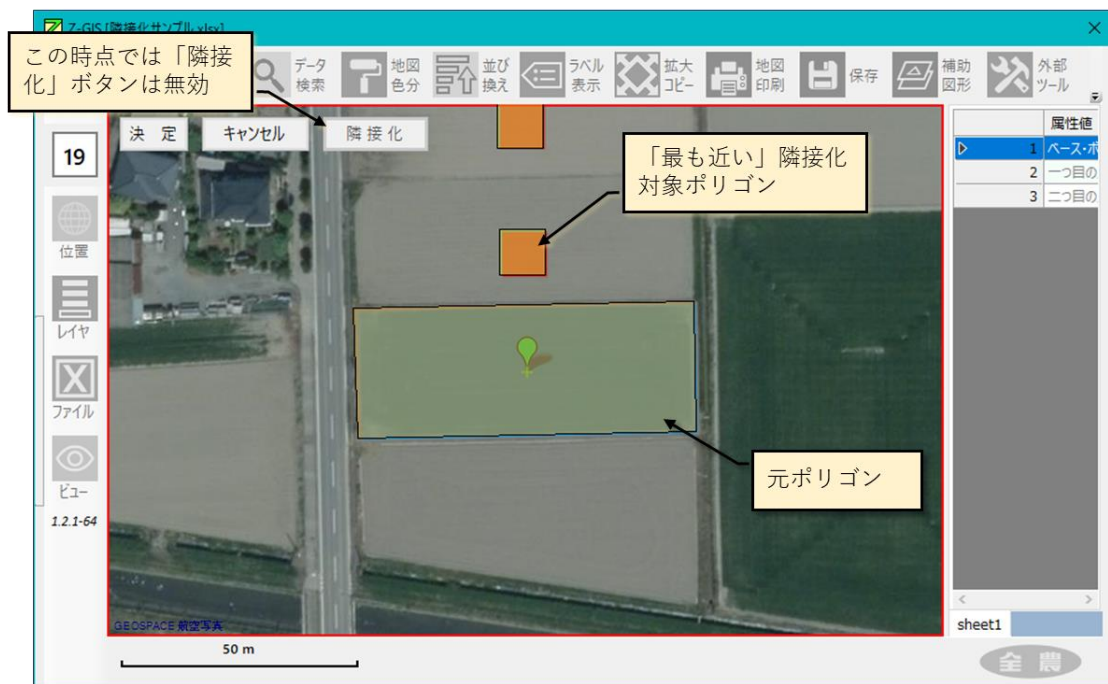 Z-GIS [隣接化サンプル.xlsx]
この時点では「隣接
化」ボタンは無効
データ
検索
地図
色分
並び
換え
ラベル
表示
拡大
コピー
地図
印刷
保存
補助
図形
外部
ツール
決 定
キャンセル
隣 接 化
19
位置
レイヤ
ファイル
ビュー
1.2.1-64
「最も近い」隣接化
対象ポリゴン
元ポリゴン
属性値
1 ベース・ポ
2 一つ目の
3 二つ目の
GEOSPACE 航空写真
50 m
sheet1
全 農